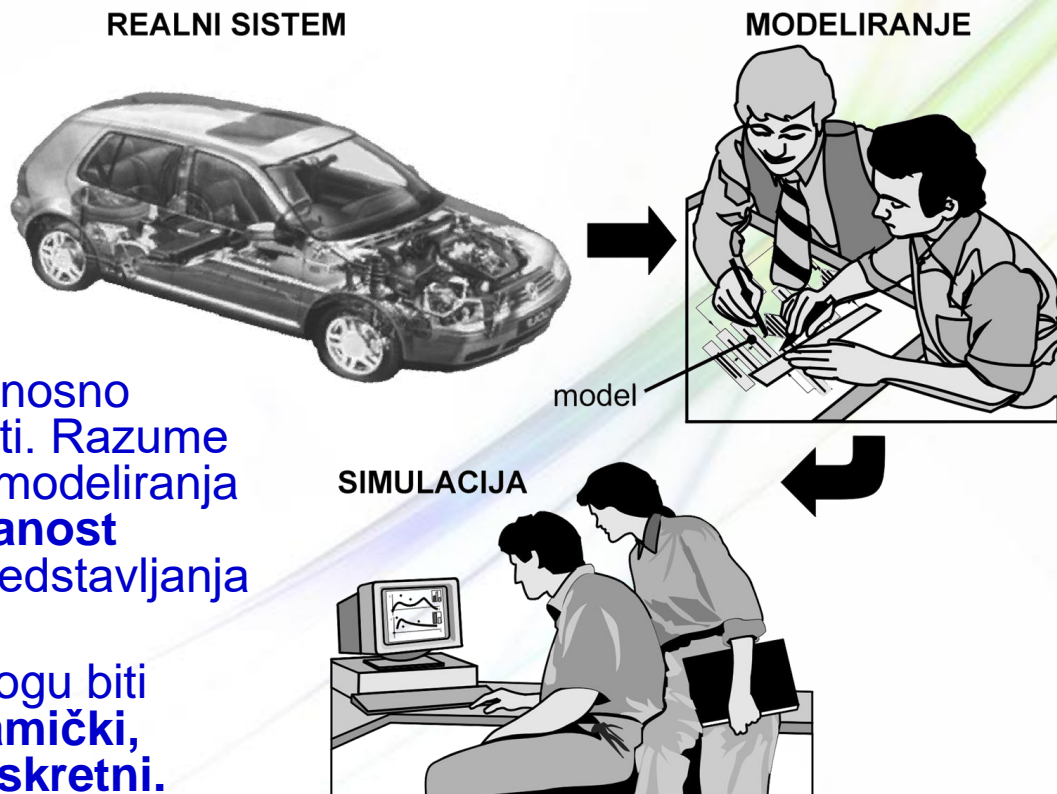 REALNI SISTEM
MODELIRANJE
model
nosno
ti. Razume
modeliranja
anost
edstavljanja
ogu biti
amički,
skretni.
SIMULACIJA